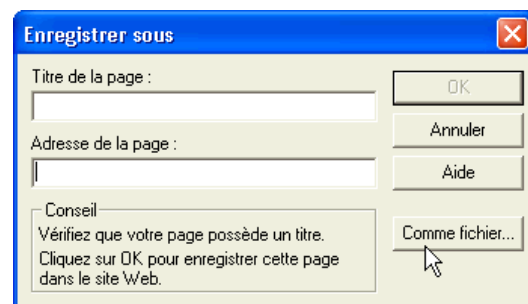 Enregistrer sous
Titre de la page :
OK
Annuler
Adresse de la page :
Aide
Conseil
Vérifiez que votre page possède un titre.
Cliquez sur OK pour enregistrer cette page
dans le site Web.
Comme fichier...